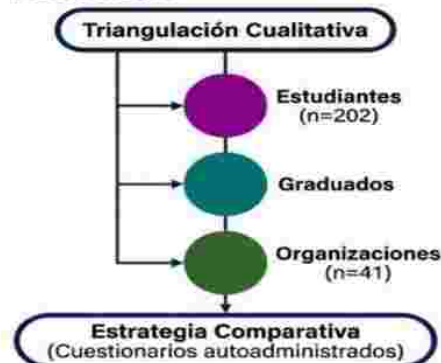 Triangulación Cualitativa
Estudiantes
(n=202)
Graduados
Organizaciones
(n=41)
Estrategia Comparativa
(Cuestionarios autoadministrados)